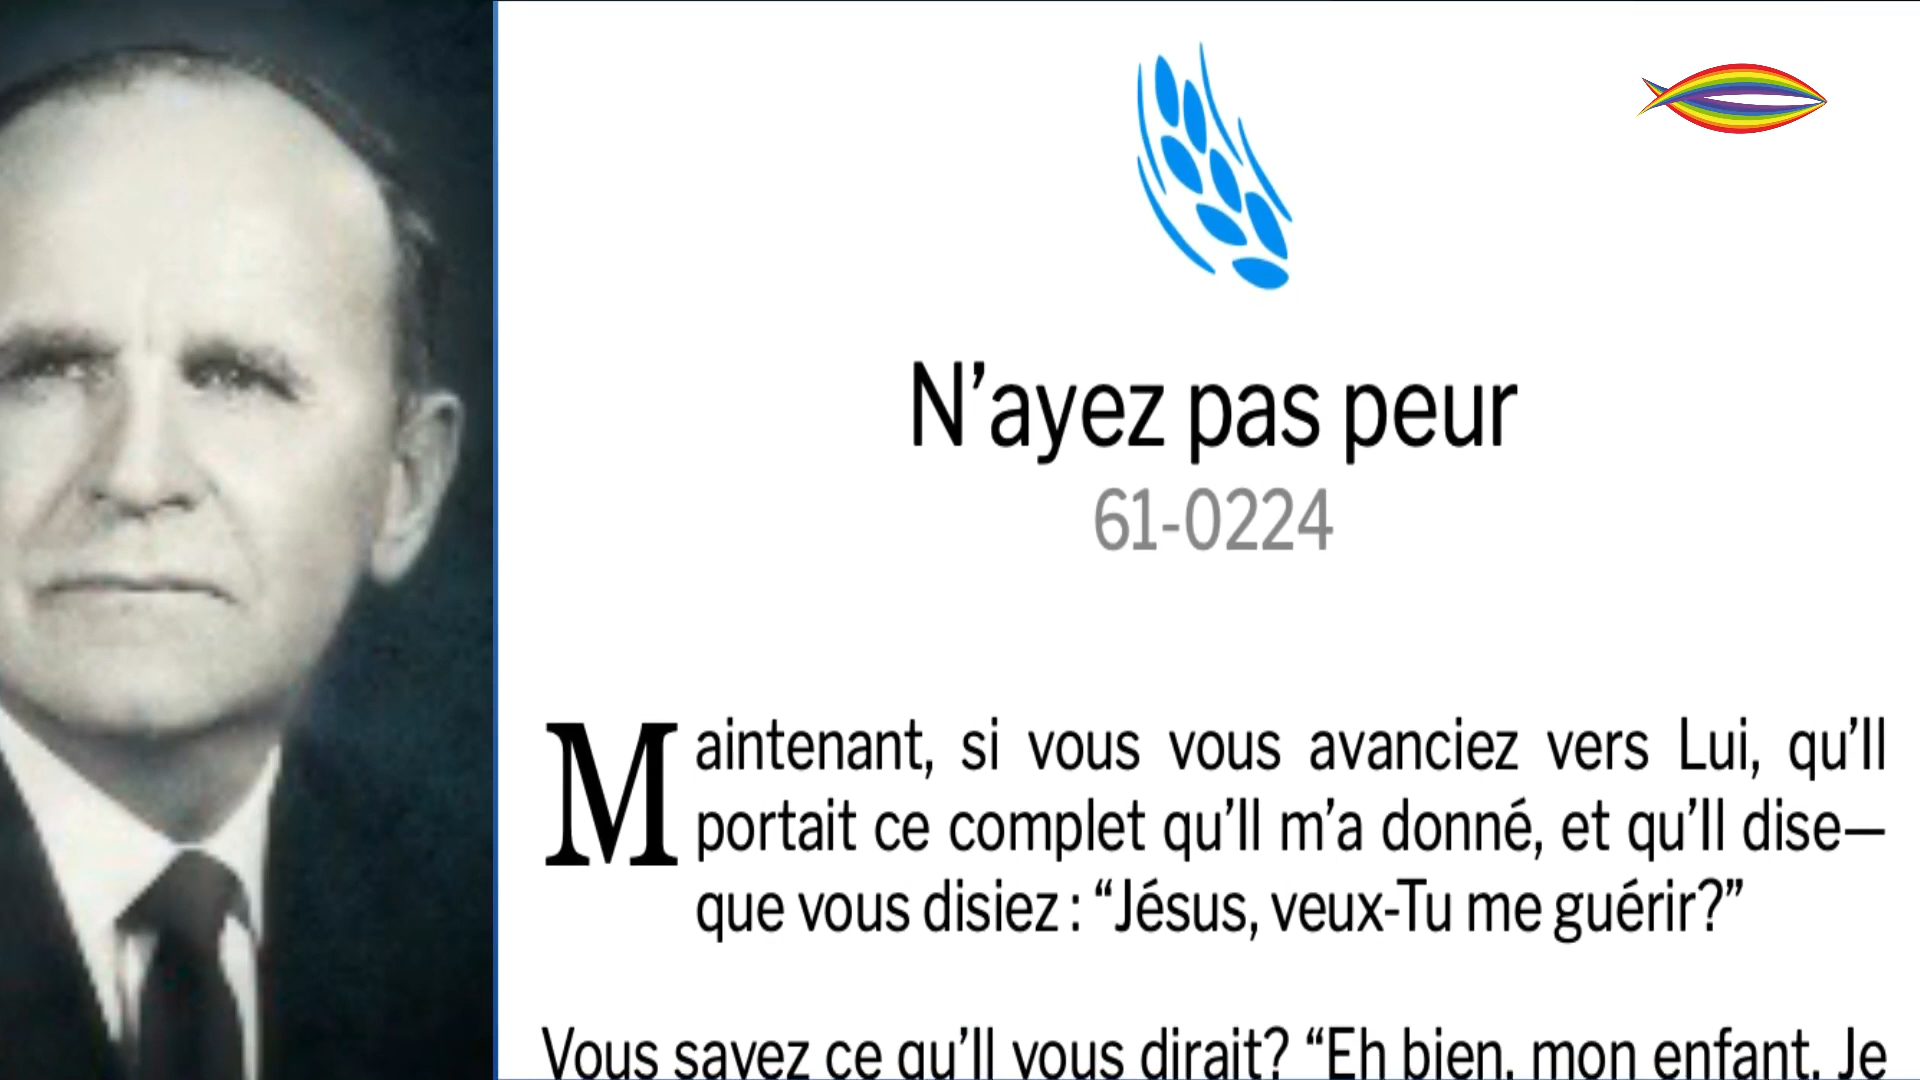 N’ayez pas peur
61-0224
Maintenant, si vous vous avanciez vers Lui, qu’Il
portait ce complet qu’Il m’a donné, et qu’Il dise—
que vous disiez : “Jésus, veux-Tu me guérir?”
Vous savez ce qu’Il vous dirait? “Eh bien, mon enfant, Je